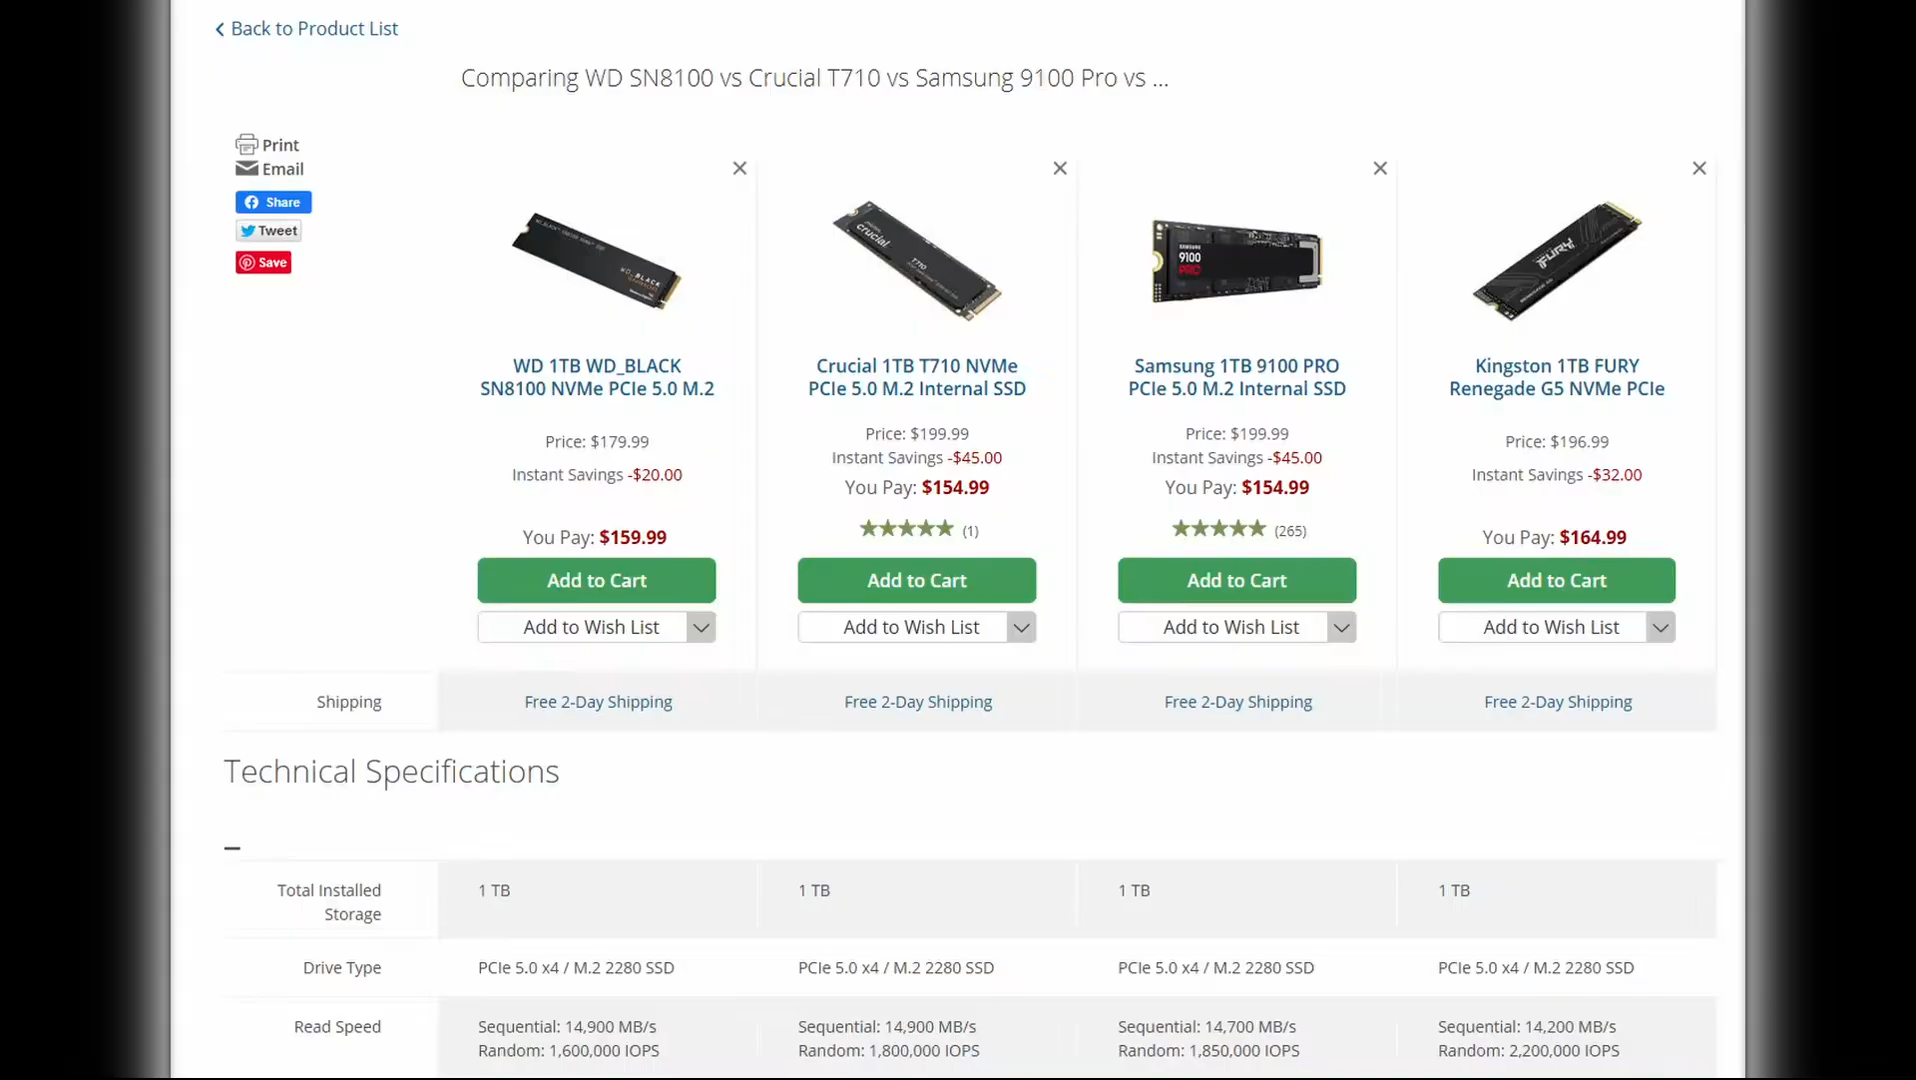 Back to Product List
Comparing WD SN8100 vs Crucial T710 vs Samsung 9100 Pro vs ...
Print
Email
Share
Tweet
Save
WD_BLACK
crucial
T710
SAMSUNG
9100
PRO
FURY
WD 1TB WD_BLACK
SN8100 NVMe PCIe 5.0 M.2
Price: $179.99
Instant Savings -$20.00
You Pay: $159.99
Add to Cart
Add to Wish List
Crucial 1TB T710 NVMe
PCIe 5.0 M.2 Internal SSD
Price: $199.99
Instant Savings -$45.00
You Pay: $154.99
(1)
Add to Cart
Add to Wish List
Samsung 1TB 9100 PRO
PCIe 5.0 M.2 Internal SSD
Price: $199.99
Instant Savings -$45.00
You Pay: $154.99
(265)
Add to Cart
Add to Wish List
Kingston 1TB FURY
Renegade G5 NVMe PCIe
Price: $196.99
Instant Savings -$32.00
You Pay: $164.99
Add to Cart
Add to Wish List
Shipping
Free 2-Day Shipping
Free 2-Day Shipping
Free 2-Day Shipping
Free 2-Day Shipping
Technical Specifications
Total Installed
Storage
1 TB
1 TB
1 TB
1 TB
Drive Type
PCIe 5.0 x4 / M.2 2280 SSD
PCIe 5.0 x4 / M.2 2280 SSD
PCIe 5.0 x4 / M.2 2280 SSD
PCIe 5.0 x4 / M.2 2280 SSD
Read Speed
Sequential: 14,900 MB/s
Random: 1,600,000 IOPS
Sequential: 14,900 MB/s
Random: 1,800,000 IOPS
Sequential: 14,700 MB/s
Random: 1,850,000 IOPS
Sequential: 14,200 MB/s
Random: 2,200,000 IOPS